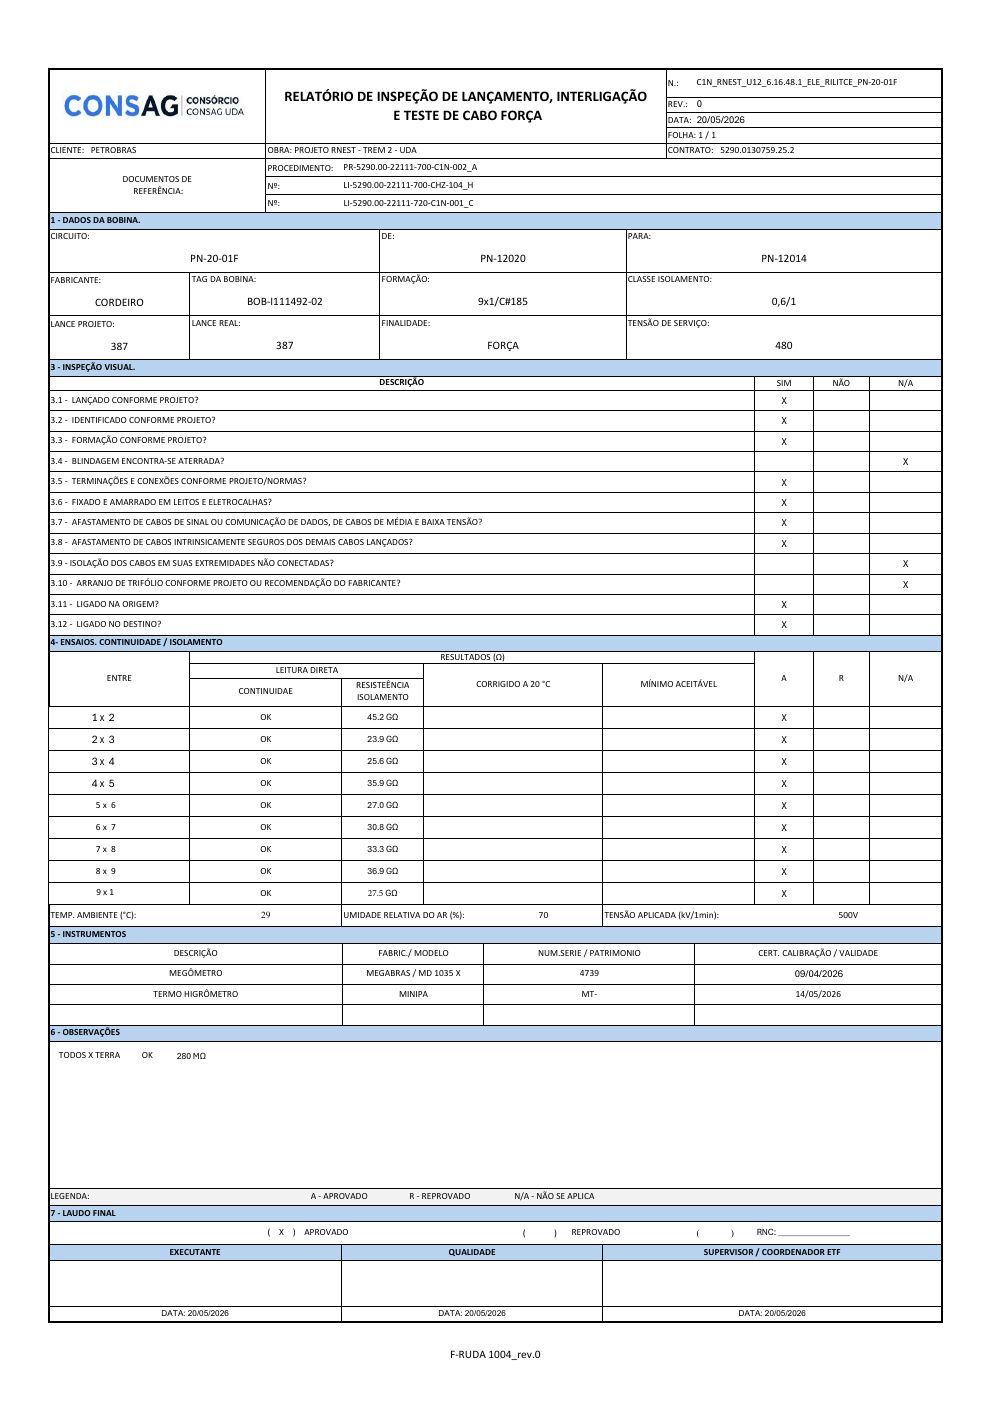 CONSAG CONSÓRCIO CONSAG UDA
RELATÓRIO DE INSPEÇÃO DE LANÇAMENTO, INTERLIGAÇÃO
E TESTE DE CABO FORÇA
N.: C1N_RNEST_U12_6.16.48.1_ELE_RILITCE_PN-20-01F
REV.: 0
DATA: 20/05/2026
FOLHA: 1 / 1
CLIENTE: PETROBRAS OBRA: PROJETO RNEST - TREM 2 - UDA CONTRATO: 5290.0130759.25.2
DOCUMENTOS DE
REFERÊNCIA:
PROCEDIMENTO: PR-5290.00-22111-700-C1N-002_A
Nº: LI-5290.00-22111-700-CHZ-104_H
Nº: LI-5290.00-22111-720-C1N-001_C
1 - DADOS DA BOBINA.
CIRCUITO: DE: PARA:
PN-20-01F PN-12020 PN-12014
FABRICANTE: TAG DA BOBINA: FORMAÇÃO: CLASSE ISOLAMENTO:
CORDEIRO BOB-I111492-02 9x1/C#185 0,6/1
LANCE PROJETO: LANCE REAL: FINALIDADE: TENSÃO DE SERVIÇO:
387 387 FORÇA 480
3 - INSPEÇÃO VISUAL.
DESCRIÇÃO SIM NÃO N/A
3.1 - LANÇADO CONFORME PROJETO? X
3.2 - IDENTIFICADO CONFORME PROJETO? X
3.3 - FORMAÇÃO CONFORME PROJETO? X
3.4 - BLINDAGEM ENCONTRA-SE ATERRADA? X
3.5 - TERMINAÇÕES E CONEXÕES CONFORME PROJETO/NORMAS? X
3.6 - FIXADO E AMARRADO EM LEITOS E ELETROCALHAS? X
3.7 - AFASTAMENTO DE CABOS DE SINAL OU COMUNICAÇÃO DE DADOS, DE CABOS DE MÉDIA E BAIXA TENSÃO? X
3.8 - AFASTAMENTO DE CABOS INTRINSICAMENTE SEGUROS DOS DEMAIS CABOS LANÇADOS? X
3.9 - ISOLAÇÃO DOS CABOS EM SUAS EXTREMIDADES NÃO CONECTADAS? X
3.10 - ARRANJO DE TRIFÓLIO CONFORME PROJETO OU RECOMENDAÇÃO DO FABRICANTE? X
3.11 - LIGADO NA ORIGEM? X
3.12 - LIGADO NO DESTINO? X
4- ENSAIOS. CONTINUIDADE / ISOLAMENTO
ENTRE RESULTADOS (Ω) A R N/A
LEITURA DIRETA CORRIGIDO A 20 °C MÍNIMO ACEITÁVEL
CONTINUIDAE RESISTEÊNCIA ISOLAMENTO
1 x 2 OK 45.2 GΩ X
2 x 3 OK 23.9 GΩ X
3 x 4 OK 25.6 GΩ X
4 x 5 OK 35.9 GΩ X
5 x 6 OK 27.0 GΩ X
6 x 7 OK 30.8 GΩ X
7 x 8 OK 33.3 GΩ X
8 x 9 OK 36.9 GΩ X
9 x 1 OK 27.5 GΩ X
TEMP. AMBIENTE (°C): 29 UMIDADE RELATIVA DO AR (%): 70 TENSÃO APLICADA (kV/1min): 500V
5 - INSTRUMENTOS
DESCRIÇÃO FABRIC./ MODELO NUM.SERIE / PATRIMONIO CERT. CALIBRAÇÃO / VALIDADE
MEGÔMETRO MEGABRAS / MD 1035 X 4739 09/04/2026
TERMO HIGRÔMETRO MINIPA MT- 14/05/2026
6 - OBSERVAÇÕES
TODOS X TERRA OK 280 MΩ
LEGENDA: A - APROVADO R - REPROVADO N/A - NÃO SE APLICA
7 - LAUDO FINAL
( X ) APROVADO ( ) REPROVADO ( ) RNC: ________________
EXECUTANTE QUALIDADE SUPERVISOR / COORDENADOR ETF
DATA: 20/05/2026 DATA: 20/05/2026 DATA: 20/05/2026
F-RUDA 1004_rev.0